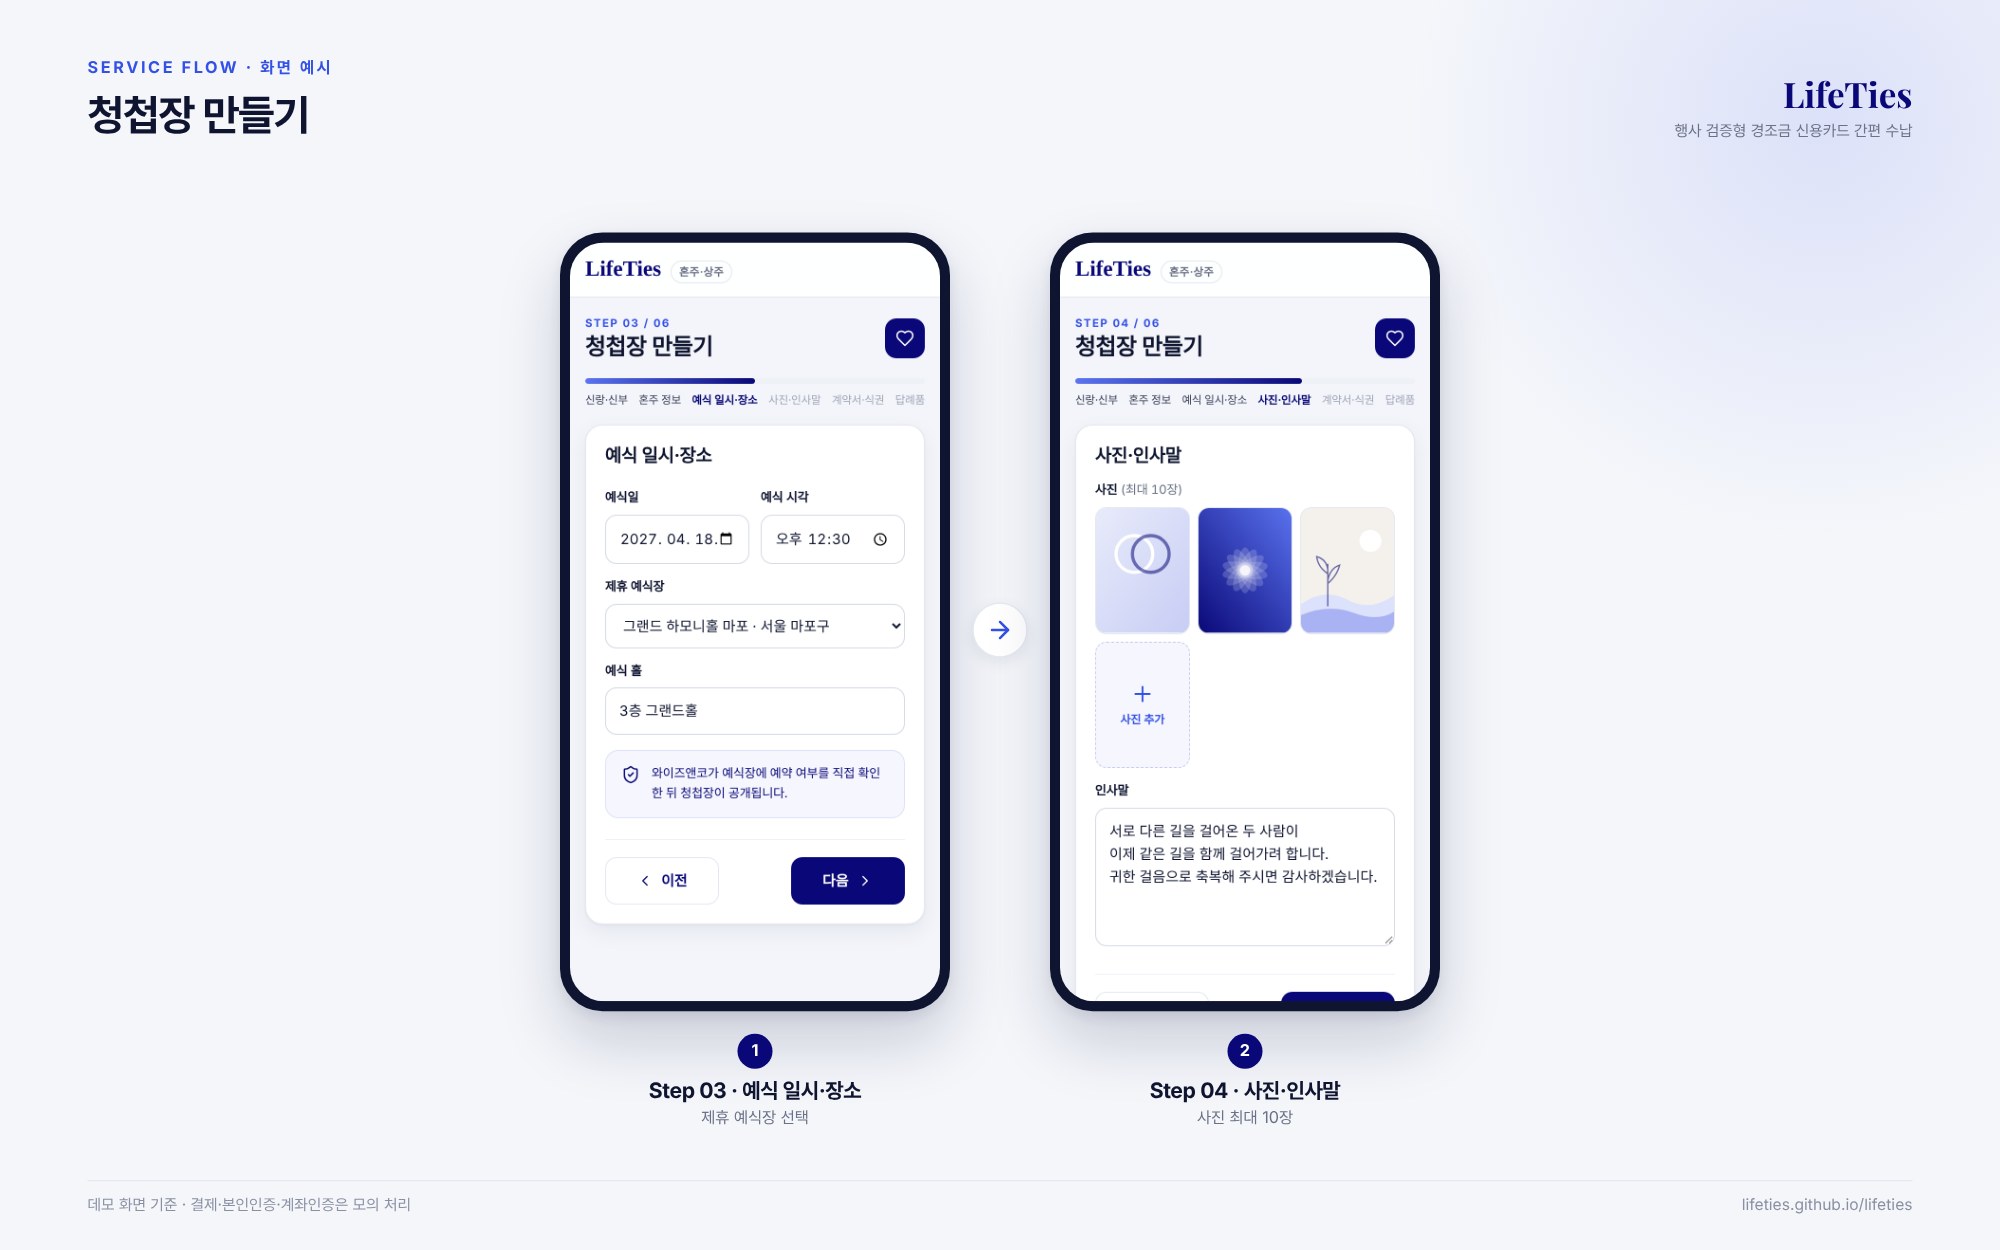 SERVICE FLOW · 화면 예시
청첩장 만들기
LifeTies
행사 검증형 경조금 신용카드 간편 수납
LifeTies 혼주·상주
STEP 03 / 06
청첩장 만들기
신랑·신부 혼주 정보 예식 일시·장소 사진·인사말 계약서·식권 답례품
예식 일시·장소
예식일 예식 시각
2027. 04. 18. 오후 12:30
제휴 예식장
그랜드 하모니홀 마포 · 서울 마포구
예식 홀
3층 그랜드홀
와이즈앤코가 예식장에 예약 여부를 직접 확인
한 뒤 청첩장이 공개됩니다.
이전 다음
LifeTies 혼주·상주
STEP 04 / 06
청첩장 만들기
신랑·신부 혼주 정보 예식 일시·장소 사진·인사말 계약서·식권 답례품
사진·인사말
사진 (최대 10장)
사진 추가
인사말
서로 다른 길을 걸어온 두 사람이
이제 같은 길을 함께 걸어가려 합니다.
귀한 걸음으로 축복해 주시면 감사하겠습니다.
1
Step 03 · 예식 일시·장소
제휴 예식장 선택
2
Step 04 · 사진·인사말
사진 최대 10장
데모 화면 기준 · 결제·본인인증·계좌인증은 모의 처리
lifeties.github.io/lifeties